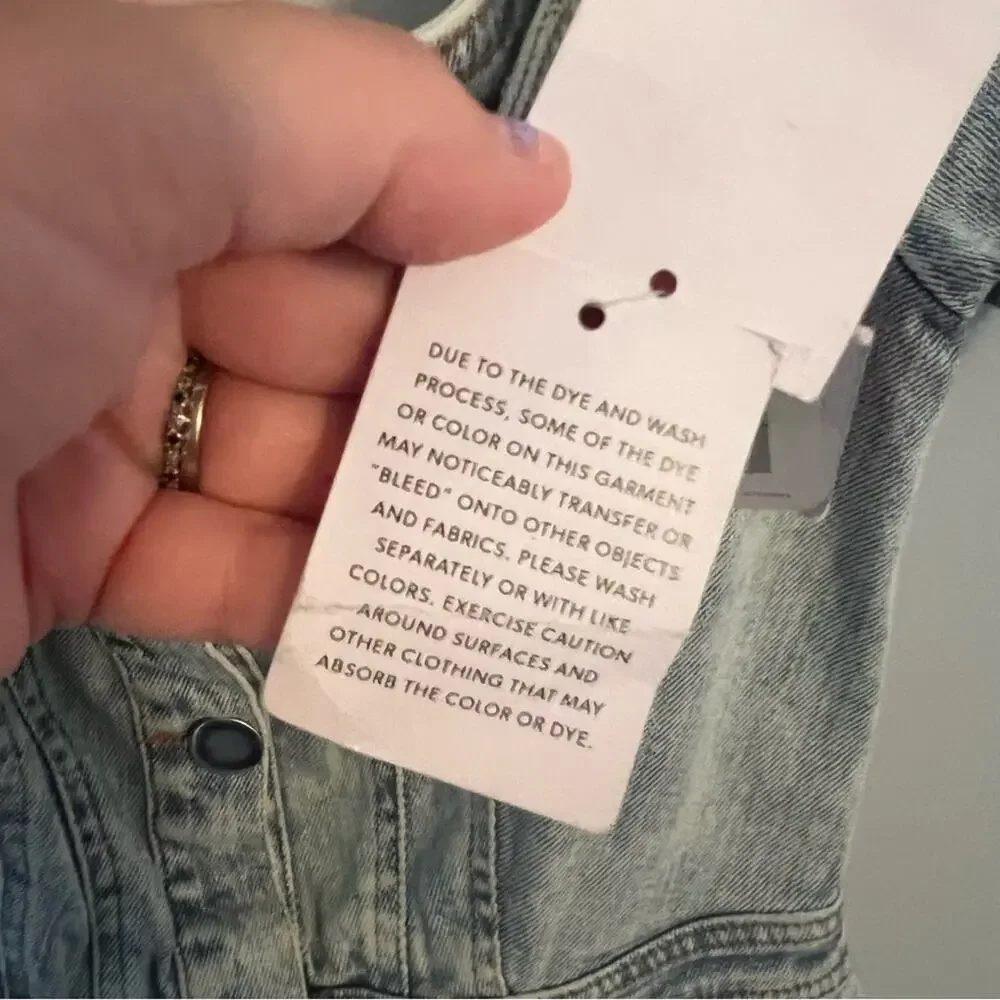 DUE TO THE DYE AND WASH
PROCESS, SOME OF THE DYE
OR COLOR ON THIS GARMENT
MAY NOTICEABLY TRANSFER OR
"BLEED" ONTO OTHER OBJECTS
AND FABRICS. PLEASE WASH
SEPARATELY OR WITH LIKE
COLORS. EXERCISE CAUTION
AROUND SURFACES AND
OTHER CLOTHING THAT MAY
ABSORB THE COLOR OR DYE.